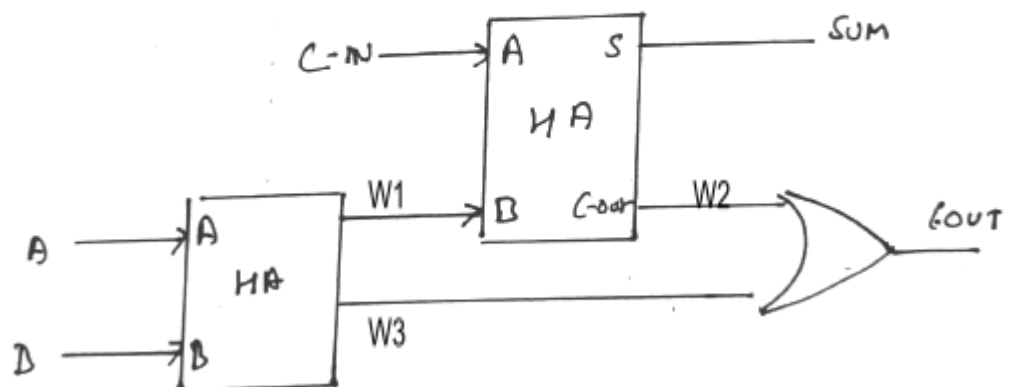 C-IN A S SUM
HA
W1 B C-out W2 COUT
A A
HA
W3
B B